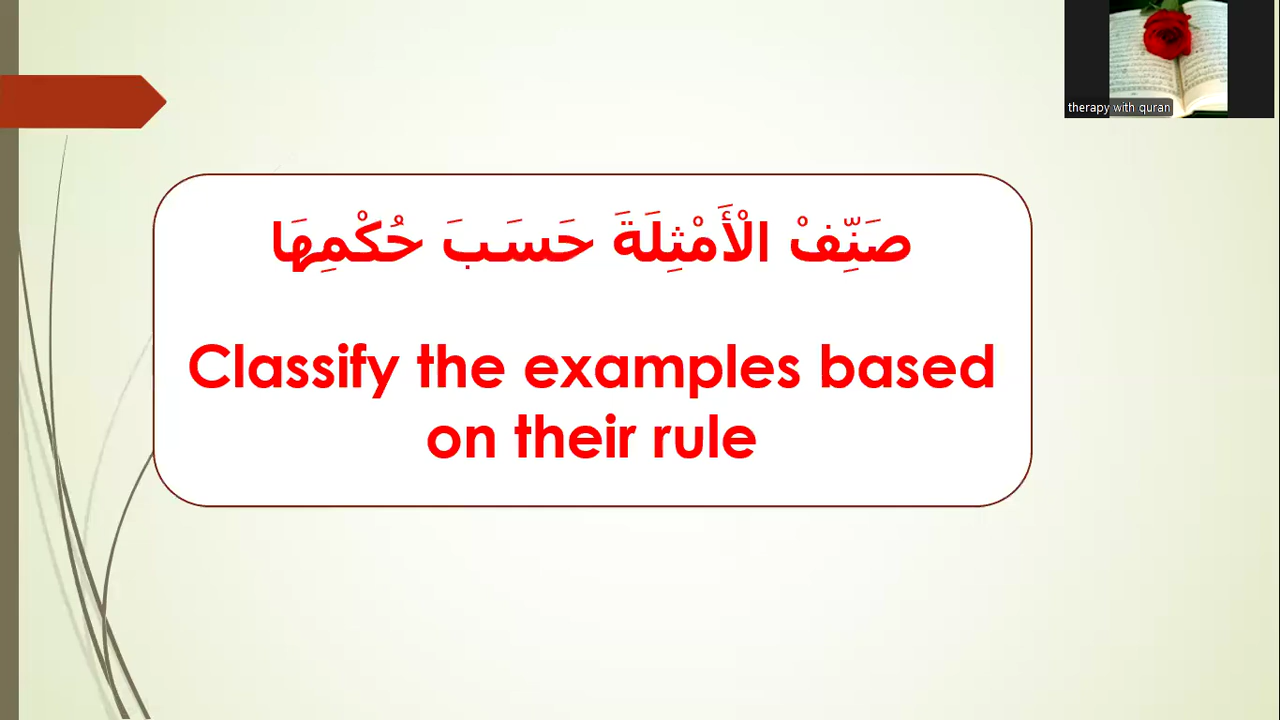 therapy with quran
صَنِّفْ الْأَمْثِلَةَ حَسَبَ حُكْمِهَا
Classify the examples based
on their rule